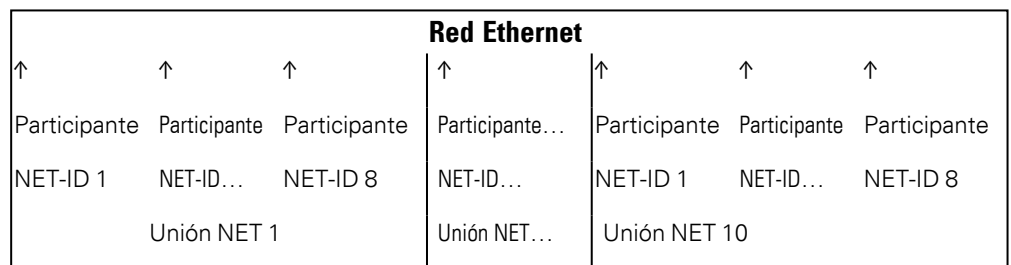 Red Ethernet
↑ ↑ ↑ ↑ ↑ ↑ ↑
Participante Participante Participante Participante… Participante Participante Participante
NET-ID 1 NET-ID… NET-ID 8 NET-ID… NET-ID 1 NET-ID… NET-ID 8
Unión NET 1 Unión NET… Unión NET 10